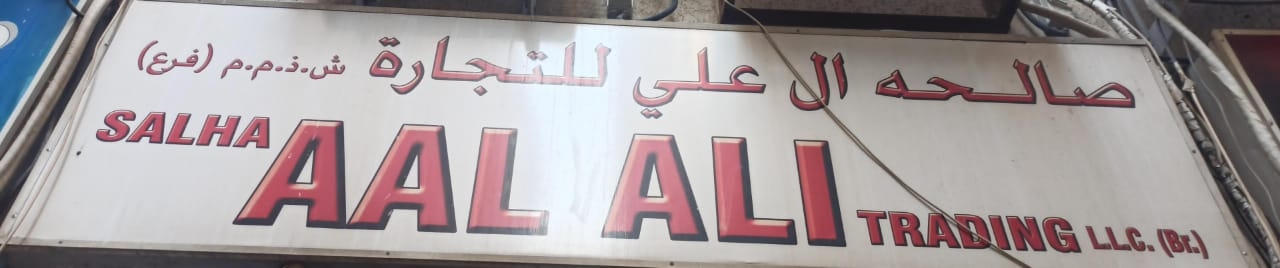 صالحه ال علي للتجارة ش.ذ.م.م (فرع)
SALHA AAL ALI TRADING L.L.C. (Br.)